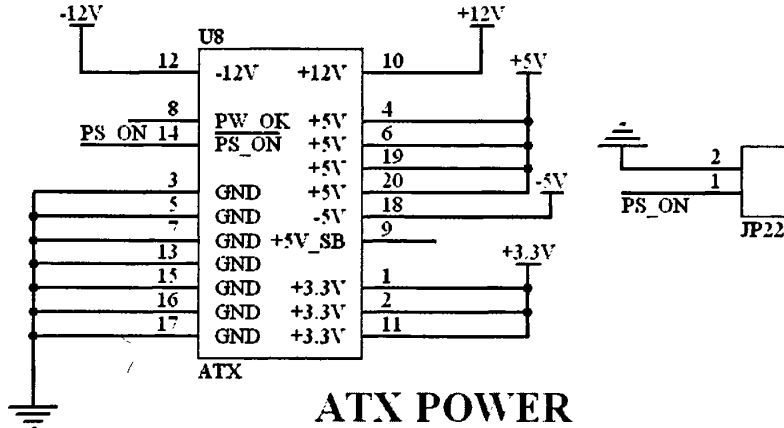 -12V
+12V
U8
12 -12V +12V 10
+5V
8 PW_OK +5V 4
PS_ON 14 PS_ON +5V 6
+5V 19
3 GND +5V 20
-5V
5 GND -5V 18
7 GND +5V_SB 9
13 GND
+3.3V
15 GND +3.3V 1
16 GND +3.3V 2
17 GND +3.3V 11
ATX
2
1
PS_ON
JP22
ATX POWER